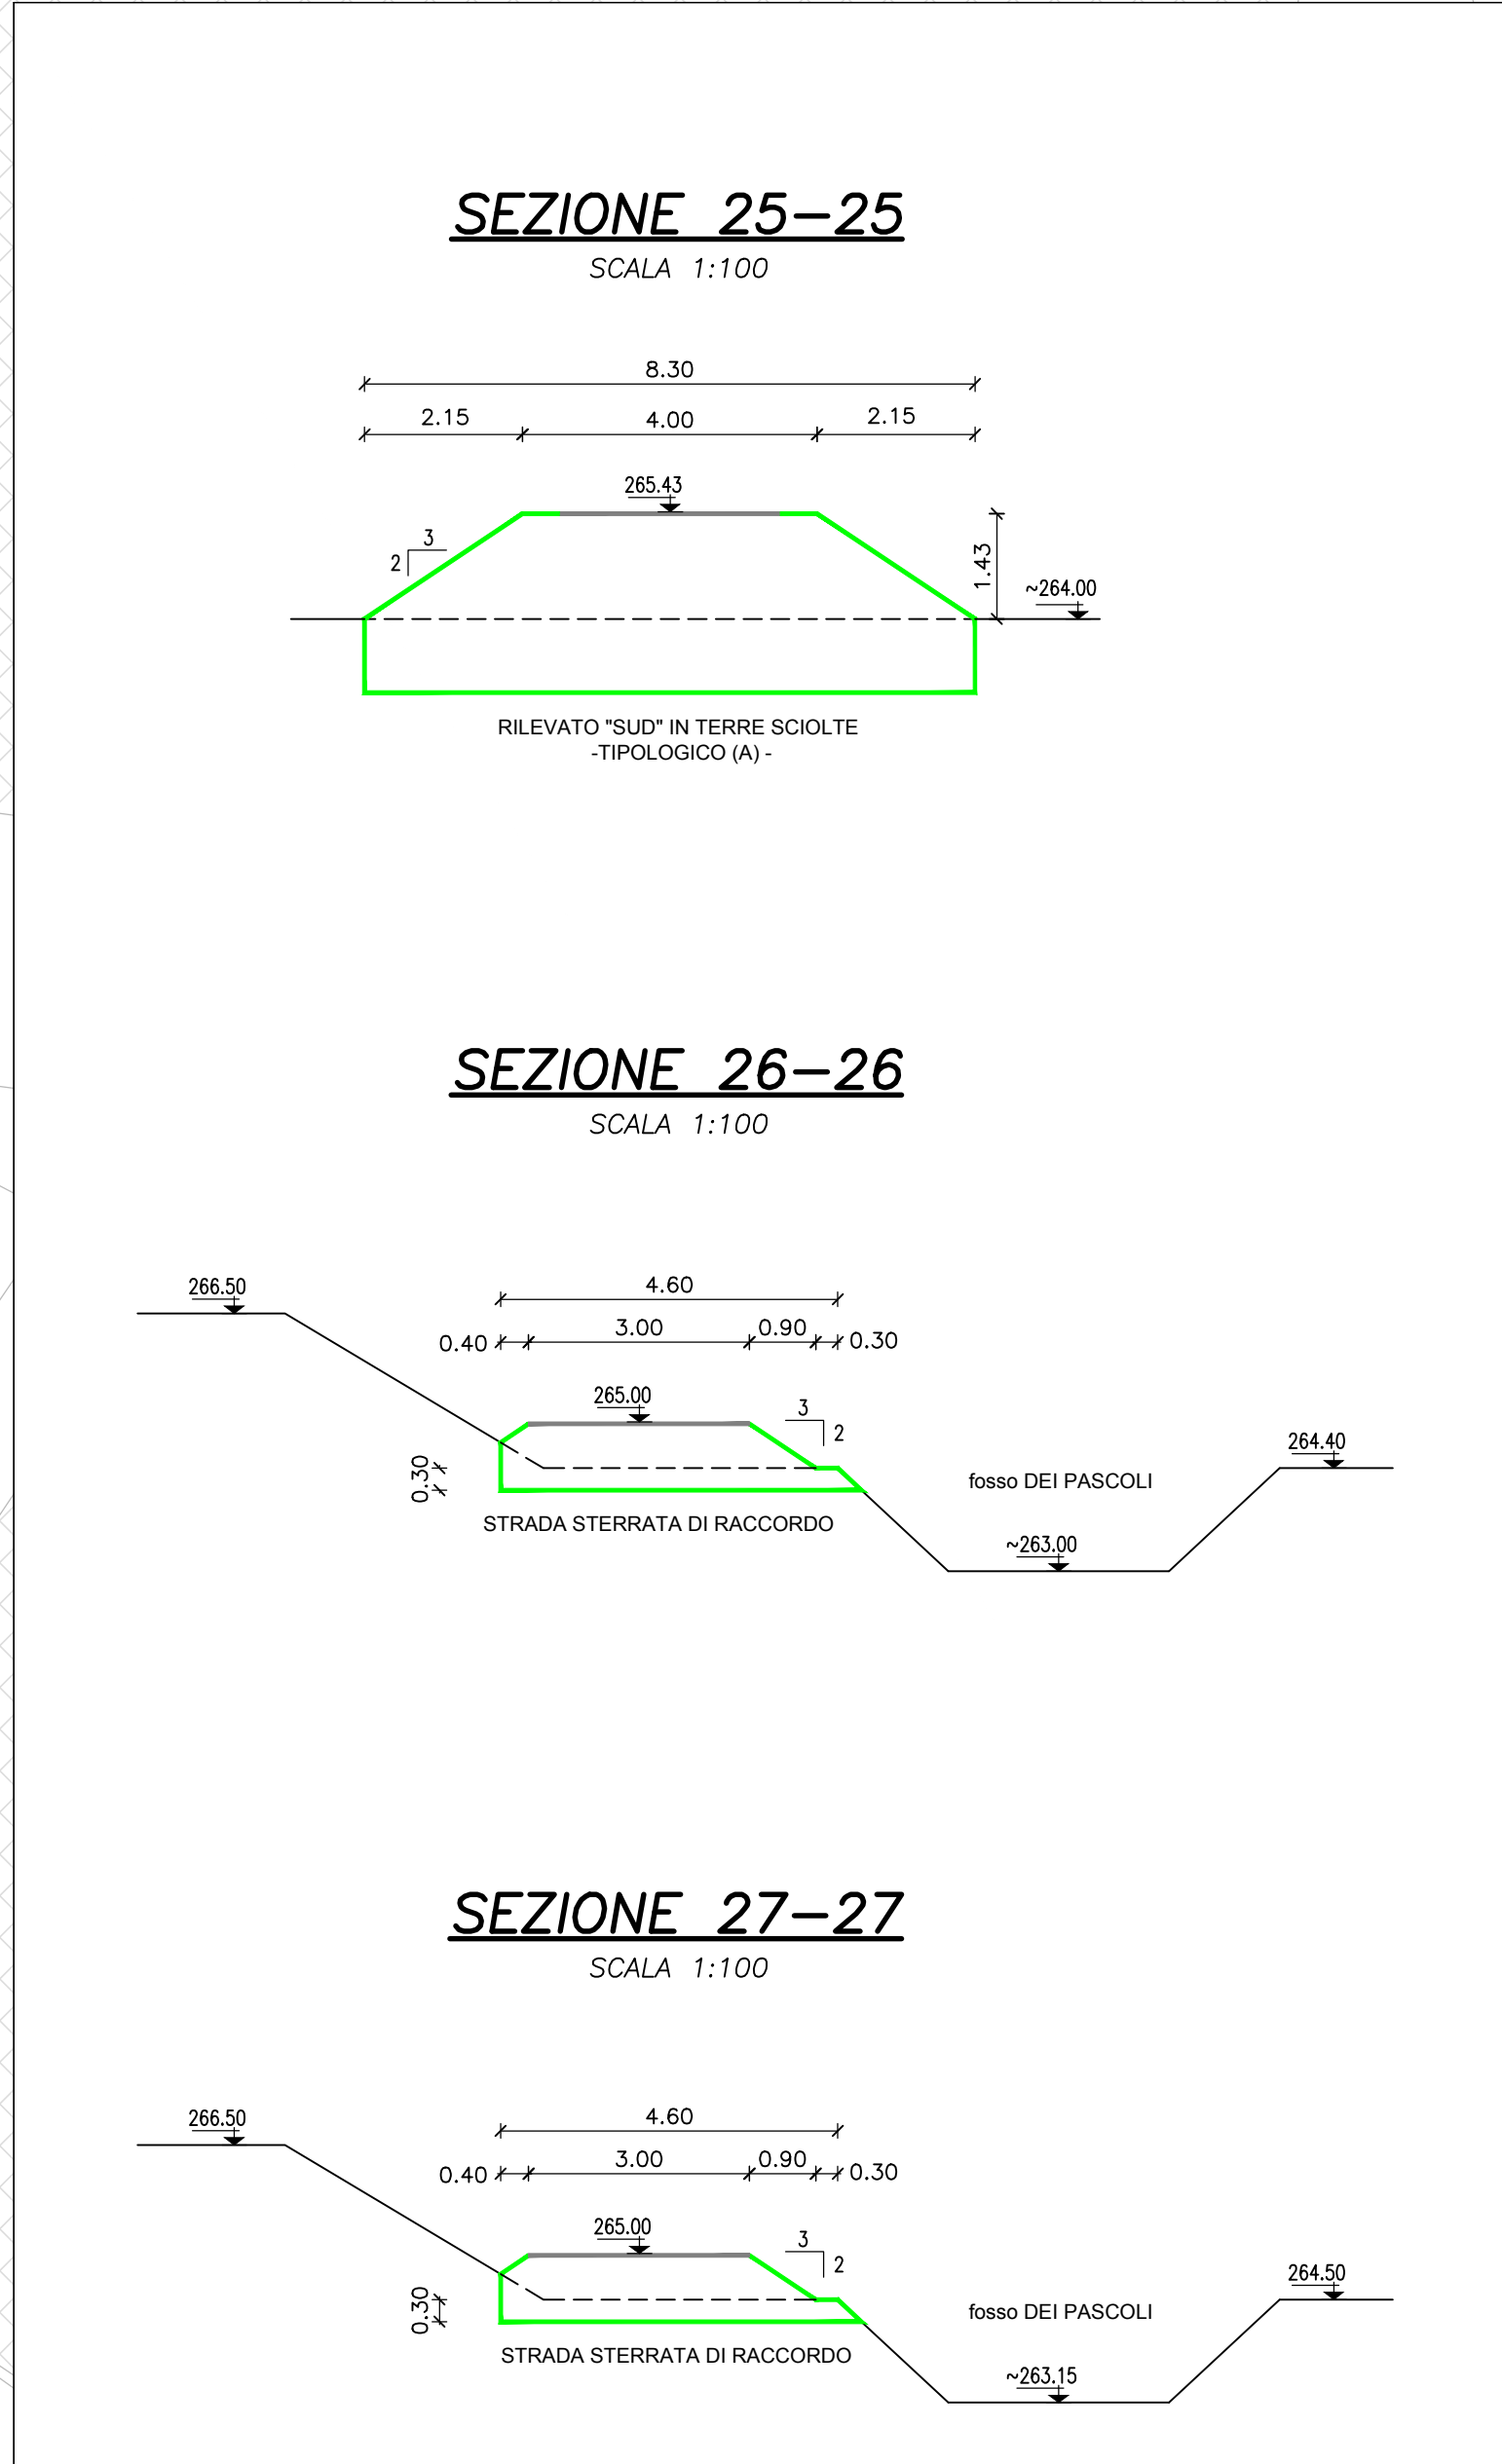 SEZIONE 25-25
SCALA 1:100
8.30
2.15 4.00 2.15
265.43
3
2
1.43
~264.00
RILEVATO "SUD" IN TERRE SCIOLTE
-TIPOLOGICO (A) -
SEZIONE 26-26
SCALA 1:100
266.50
4.60
0.40 3.00 0.90 0.30
265.00
3
2
264.40
0.30
fosso DEI PASCOLI
STRADA STERRATA DI RACCORDO
~263.00
SEZIONE 27-27
SCALA 1:100
266.50
4.60
0.40 3.00 0.90 0.30
265.00
3
2
264.50
0.30
fosso DEI PASCOLI
STRADA STERRATA DI RACCORDO
~263.15